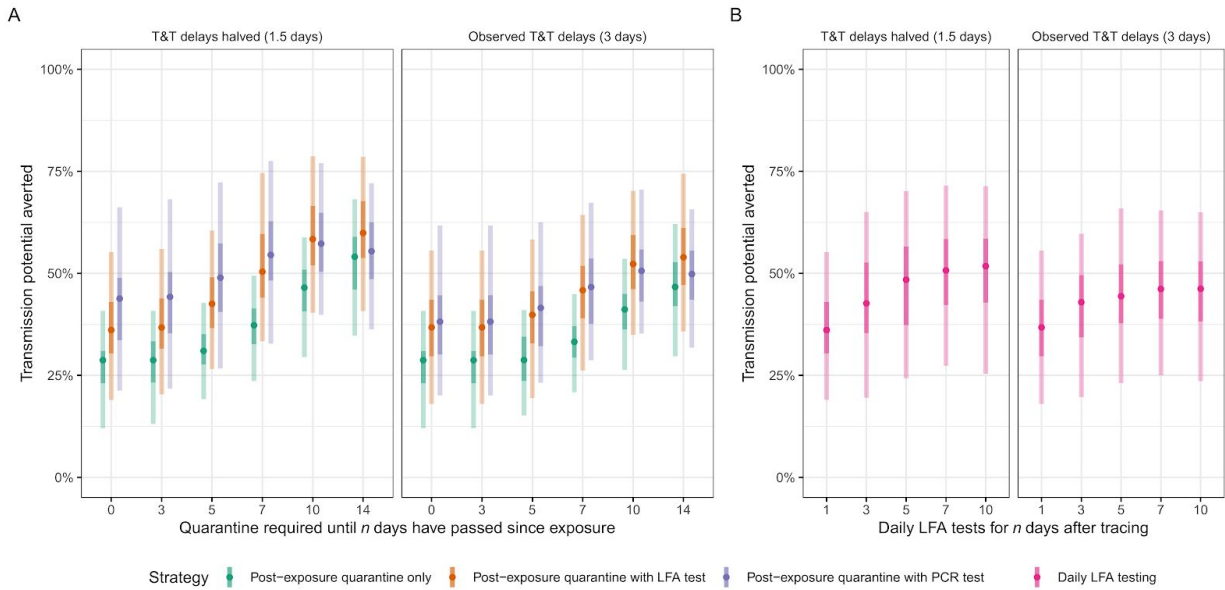 A
B
T&T delays halved (1.5 days)
Observed T&T delays (3 days)
T&T delays halved (1.5 days)
Observed T&T delays (3 days)
Transmission potential averted
100%
75%
50%
25%
0%
0 3 5 7 10 14
0 3 5 7 10 14
Quarantine required until n days have passed since exposure
Transmission potential averted
100%
75%
50%
25%
0%
1 3 5 7 10
1 3 5 7 10
Daily LFA tests for n days after tracing
Strategy Post−exposure quarantine only Post−exposure quarantine with LFA test Post−exposure quarantine with PCR test Daily LFA testing